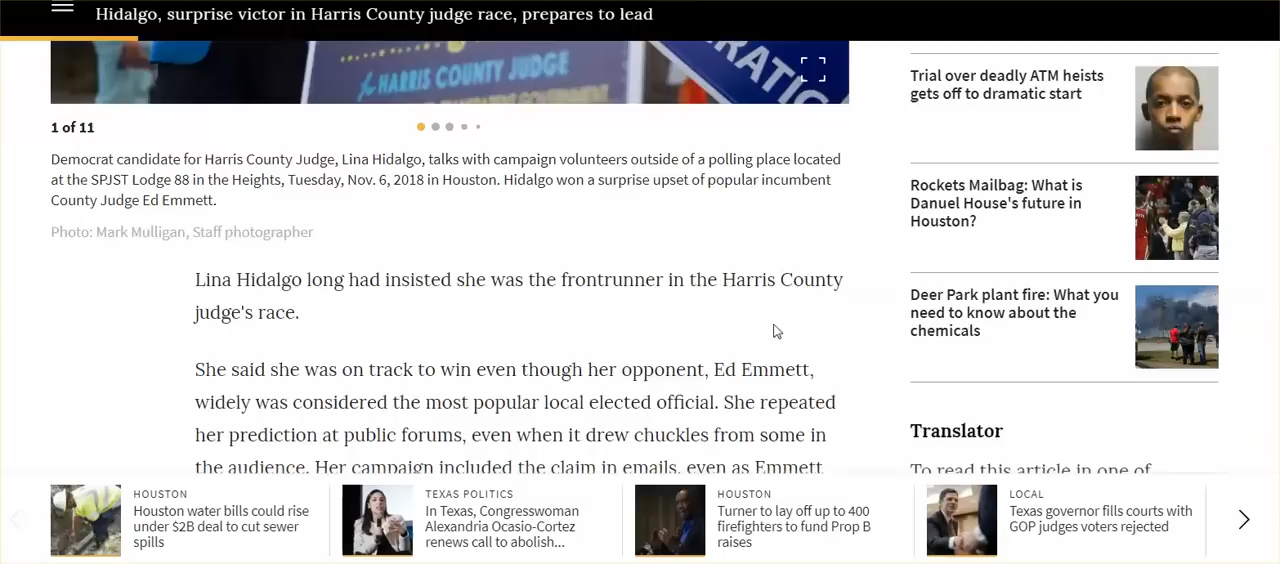 Hidalgo, surprise victor in Harris County judge race, prepares to lead
for HARRIS COUNTY JUDGE
1 of 11
Democrat candidate for Harris County Judge, Lina Hidalgo, talks with campaign volunteers outside of a polling place located
at the SPJST Lodge 88 in the Heights, Tuesday, Nov. 6, 2018 in Houston. Hidalgo won a surprise upset of popular incumbent
County Judge Ed Emmett.
Photo: Mark Mulligan, Staff photographer
Lina Hidalgo long had insisted she was the frontrunner in the Harris County
judge's race.
She said she was on track to win even though her opponent, Ed Emmett,
widely was considered the most popular local elected official. She repeated
her prediction at public forums, even when it drew chuckles from some in
the audience. Her campaign included the claim in emails, even as Emmett
Trial over deadly ATM heists
gets off to dramatic start
Rockets Mailbag: What is
Danuel House's future in
Houston?
Deer Park plant fire: What you
need to know about the
chemicals
Translator
To read this article in one of
HOUSTON
Houston water bills could rise
under $2B deal to cut sewer
spills
TEXAS POLITICS
In Texas, Congresswoman
Alexandria Ocasio-Cortez
renews call to abolish...
HOUSTON
Turner to lay off up to 400
firefighters to fund Prop B
raises
LOCAL
Texas governor fills courts with
GOP judges voters rejected